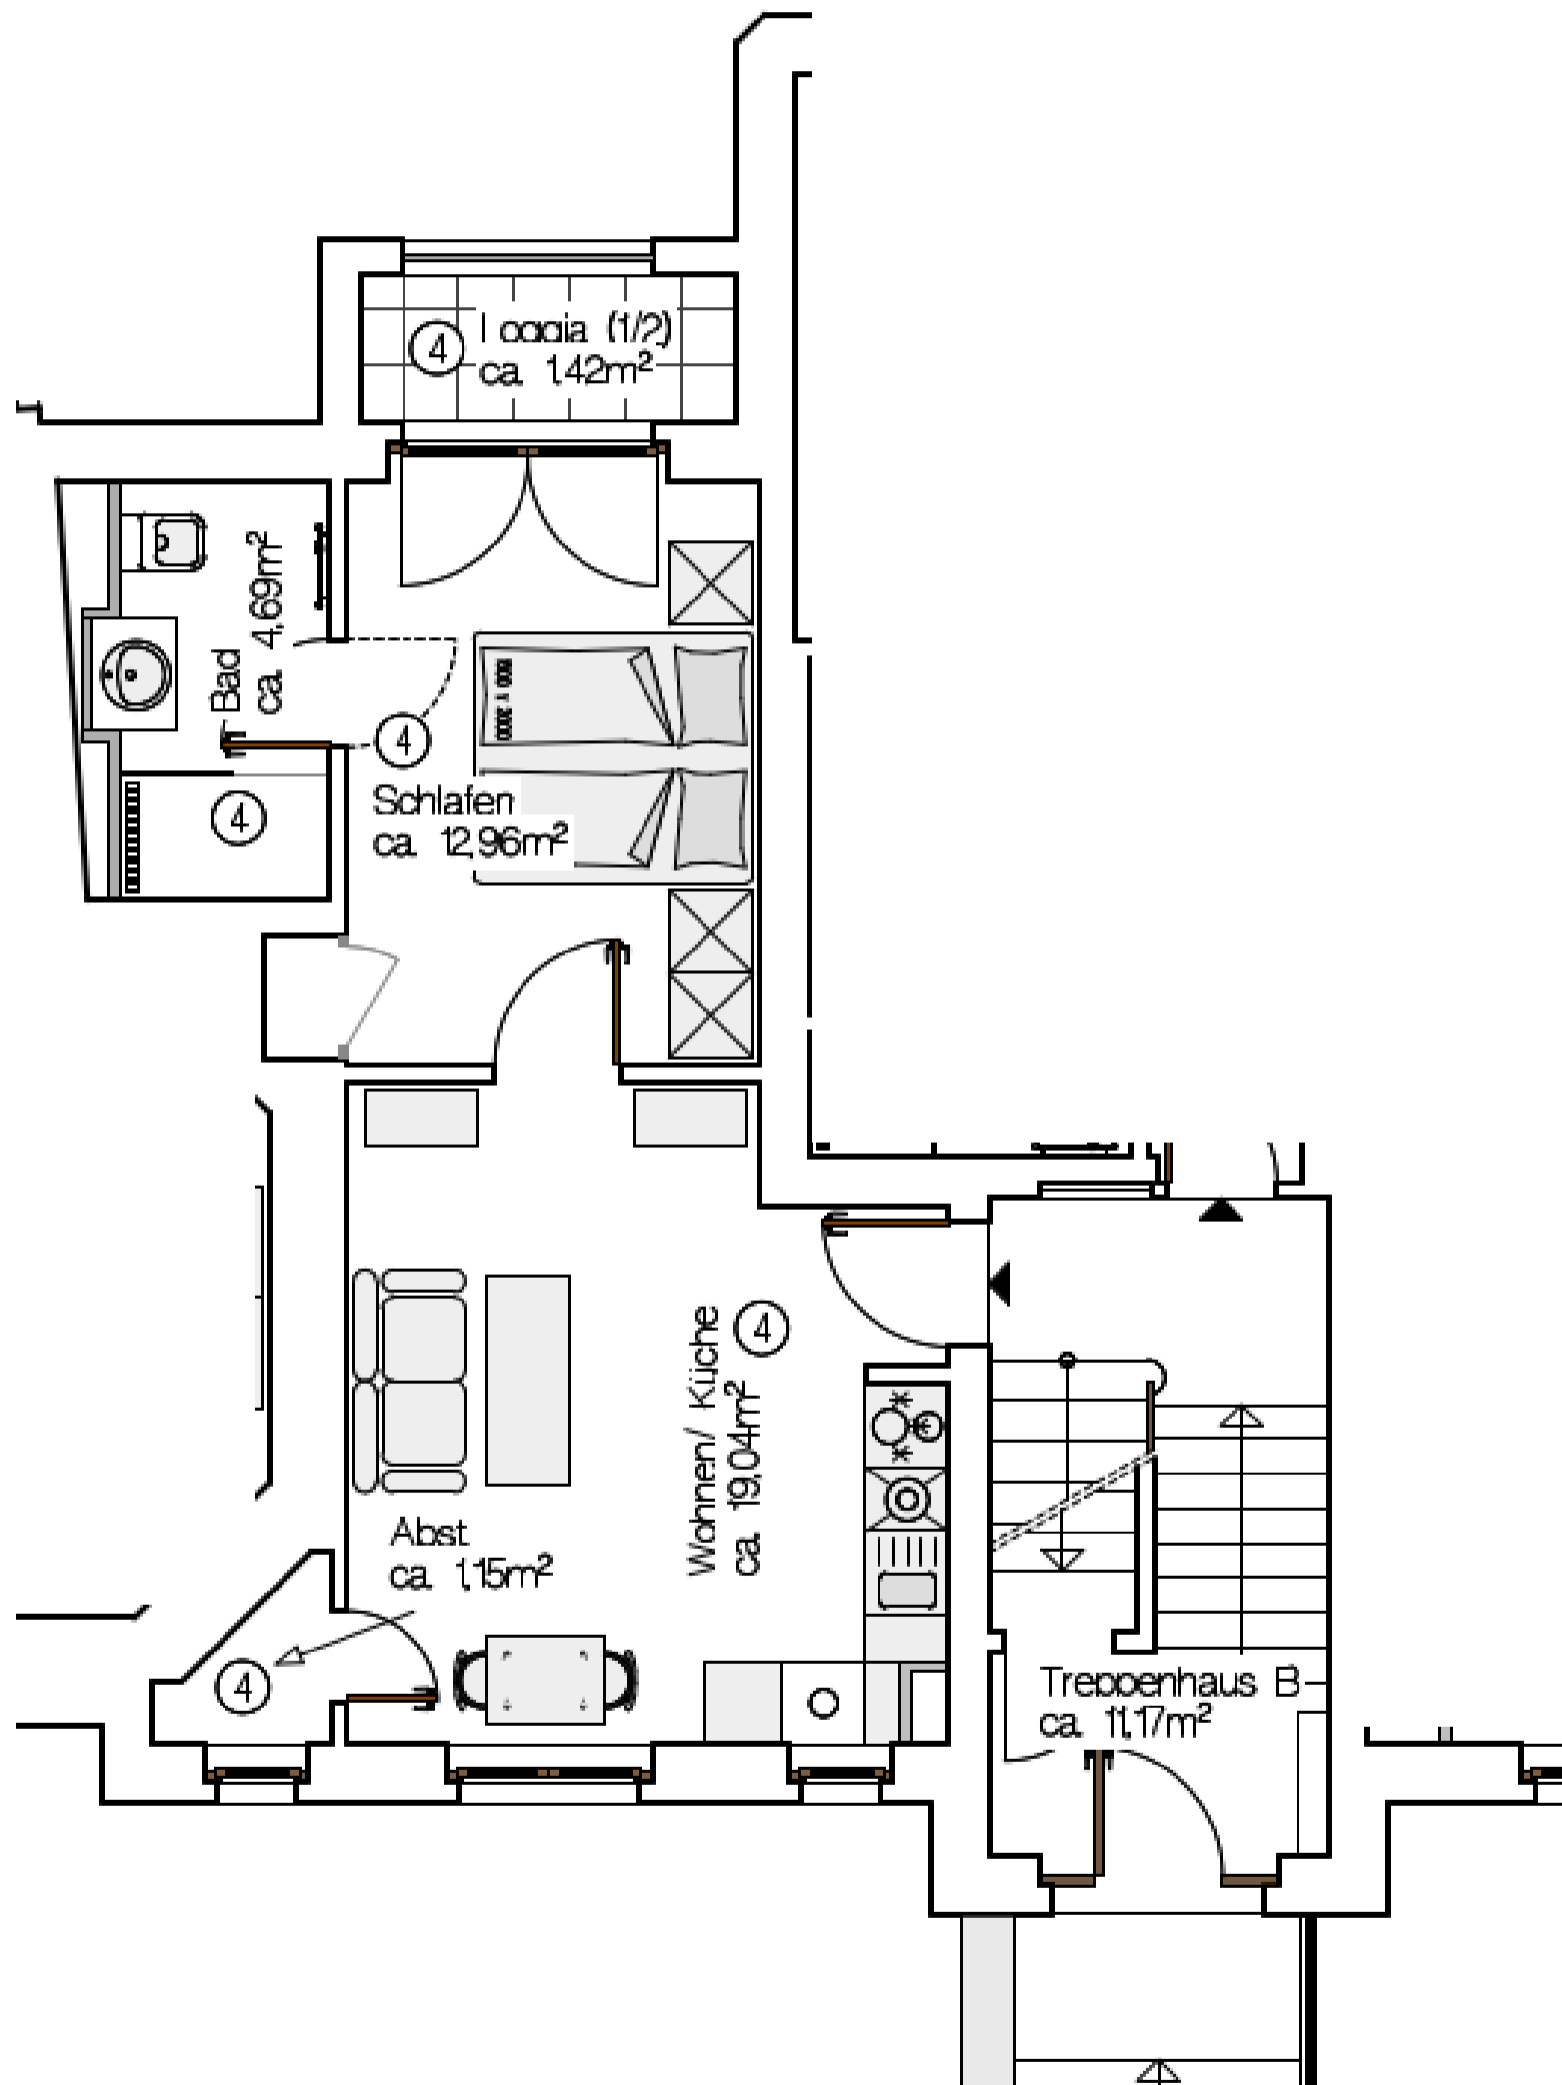 4
Loggia (1/2)
ca. 1,42m²
Bad
ca. 4,69m²
4
4
Schlafen
ca. 12,96m²
Wohnen/ Küche
ca. 19,04m²
4
Abst.
ca. 1,15m²
4
Treppenhaus B
ca. 11,17m²